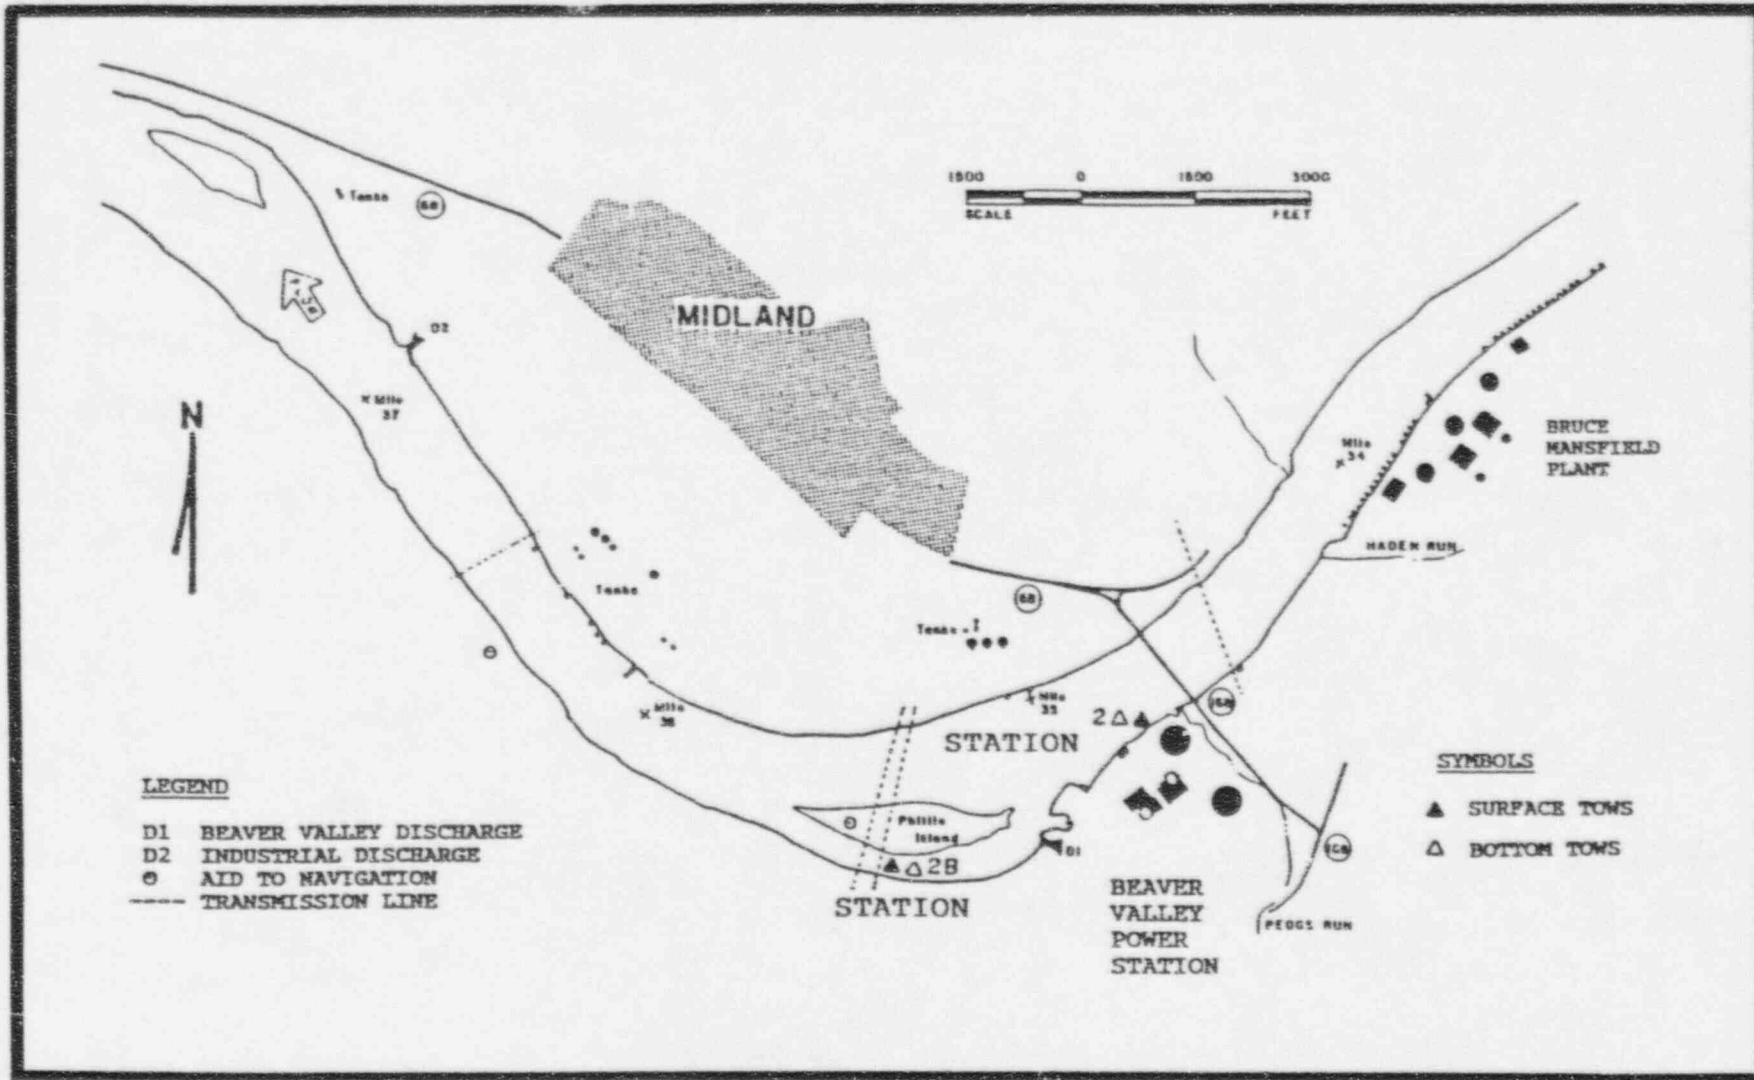 1500 0 1500 3000
SCALE FEET
Tanks
68
MIDLAND
D2
N
Mile
37
Mile
34
BRUCE
MANSFIELD
PLANT
HADEN RUN
Tanks
68
Tanks
Mile
35
168
Mile
36
2
STATION
LEGEND
D1 BEAVER VALLEY DISCHARGE
D2 INDUSTRIAL DISCHARGE
AID TO NAVIGATION
TRANSMISSION LINE
Phillis
Island
D1
2B
STATION
SYMBOLS
SURFACE TOWS
BOTTOM TOWS
168
BEAVER
VALLEY
POWER
STATION
PEGGS RUN